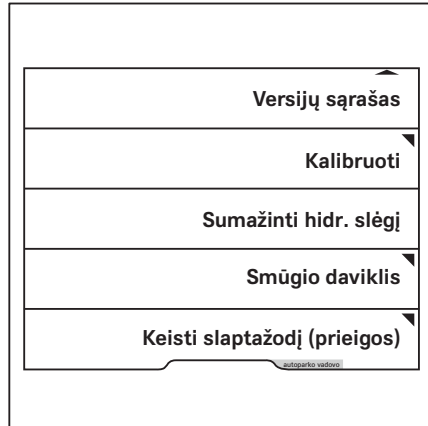 Versijų sąrašas
Kalibruoti
Sumažinti hidr. slėgį
Smūgio daviklis
Keisti slaptažodį (prieigos)
autoparko vadovo